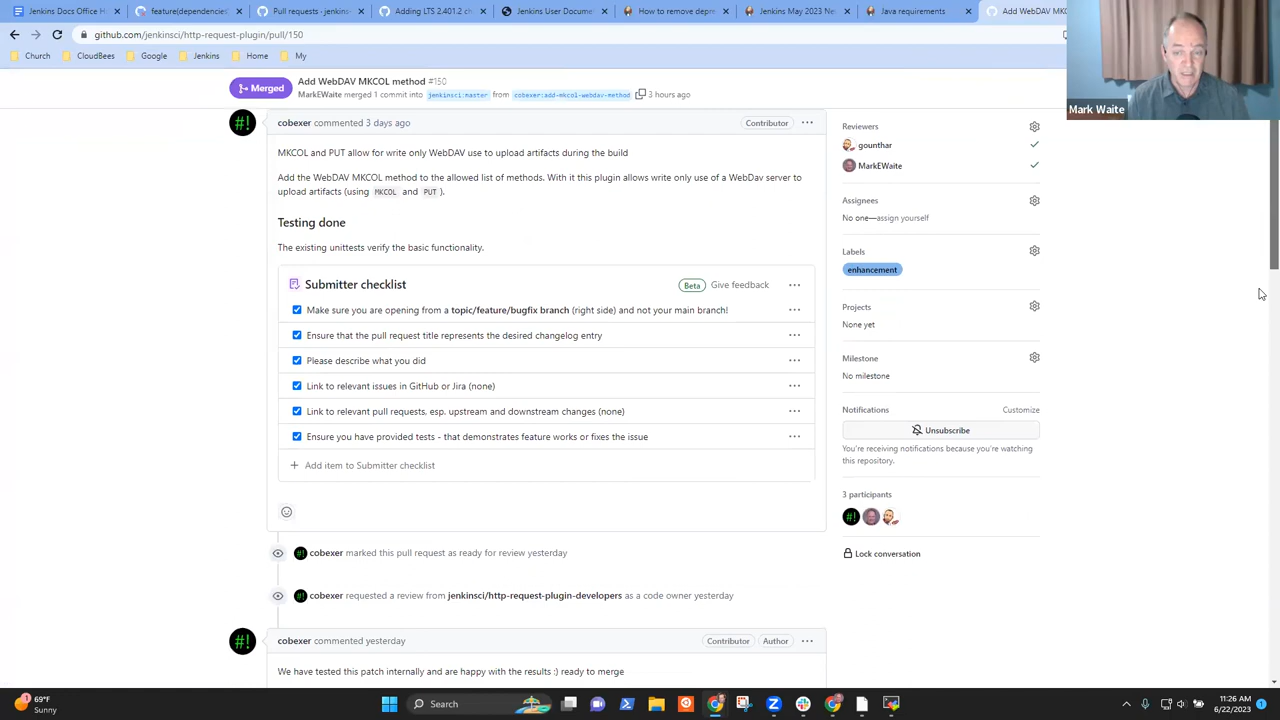 Jenkins Docs Office H
feature(dependencies):
Pull requests · jenkins-
Adding LTS 2.401.2 ch
Jenkins User Docume
How to remove depr
Jenkins May 2023 Ne
Java requirements
Add WebDAV MKCOL
github.com/jenkinsci/http-request-plugin/pull/150
Church
CloudBees
Google
Jenkins
Home
My
Mark Waite
Merged
Add WebDAV MKCOL method #150
MarkEWaite merged 1 commit into jenkinsci:master from cobexer:add-mkcol-webdav-method 3 hours ago
#!
cobexer commented 3 day ago
Contributor
MKCOL and PUT allow for write only WebDAV use to upload artifacts during the build
Add the WebDAV MKCOL method to the allowed list of methods. With it this plugin allows write only use of a WebDav server to
upload artifacts (using MKCOL and PUT ).
Testing done
The existing unittests verify the basic functionality.
Submitter checklist
Beta Give feedback
Make sure you are opening from a topic/feature/bugfix branch (right side) and not your main branch!
Ensure that the pull request title represents the desired changelog entry
Please describe what you did
Link to relevant issues in GitHub or Jira (none)
Link to relevant pull requests, esp. upstream and downstream changes (none)
Ensure you have provided tests - that demonstrates feature works or fixes the issue
Add item to Submitter checklist
#! cobexer marked this pull request as ready for review yesterday
#! cobexer requested a review from jenkinsci/http-request-plugin-developers as a code owner yesterday
#!
cobexer commented yesterday
Contributor
Author
We have tested this patch internally and are happy with the results :) ready to merge
Reviewers
gounthar
MarkEWaite
Assignees
No one—assign yourself
Labels
enhancement
Projects
None yet
Milestone
No milestone
Notifications
Customize
Unsubscribe
You're receiving notifications because you're watching
this repository.
3 participants
#!
Lock conversation
69°F
Sunny
Search
11:26 AM
6/22/2023
1